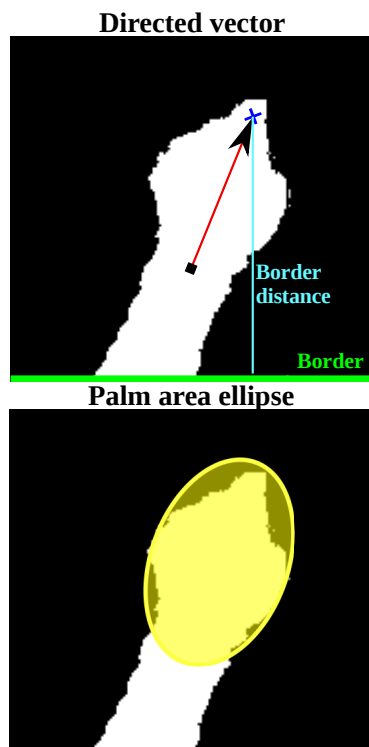 Directed vector
Border
distance
Border
Palm area ellipse